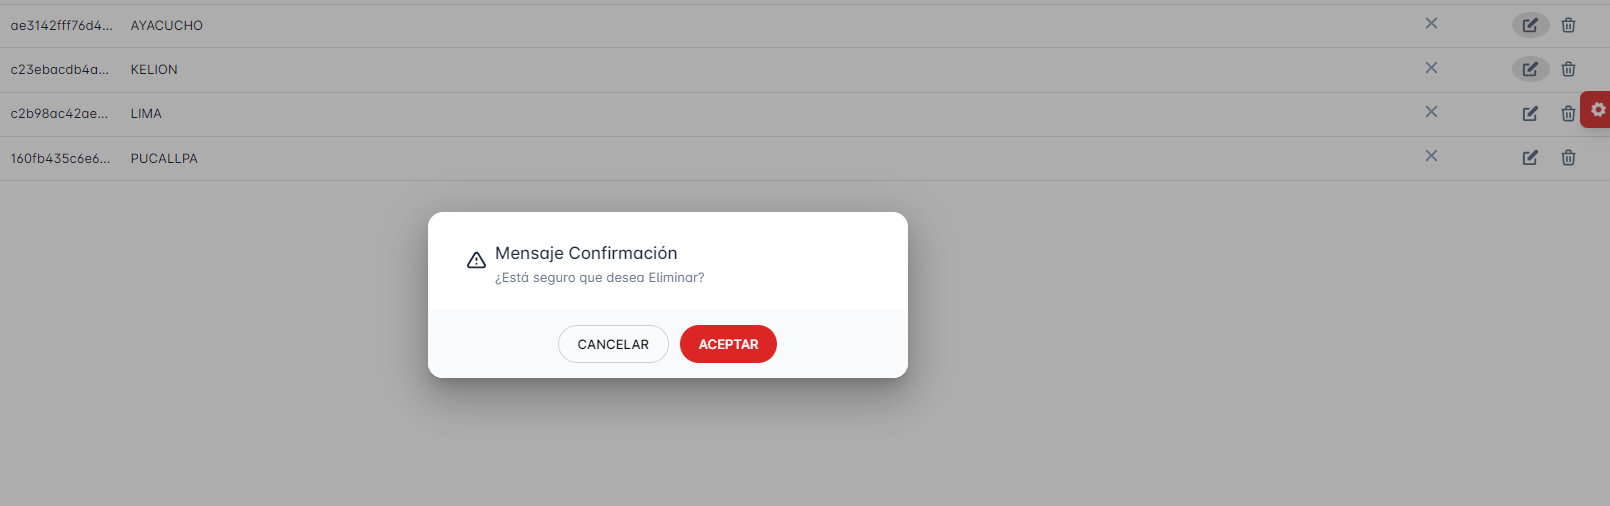 ae3142fff76d4... AYACUCHO
c23ebacdb4a... KELION
c2b98ac42ae... LIMA
160fb435c6e6... PUCALLPA
Mensaje Confirmación
¿Está seguro que desea Eliminar?
CANCELAR ACEPTAR